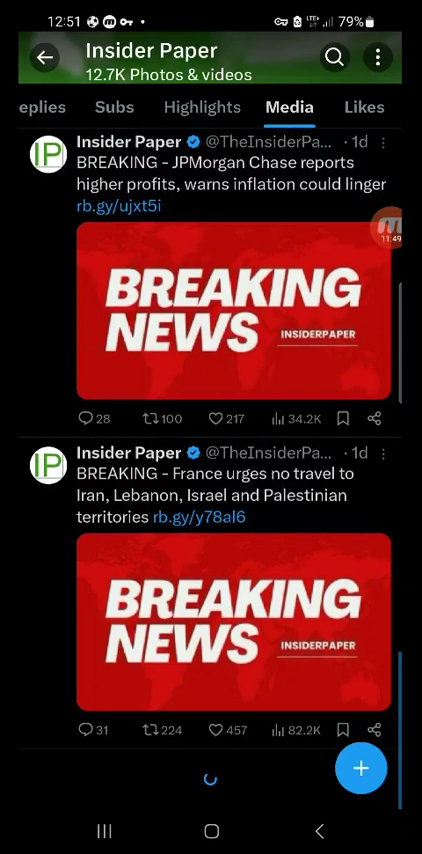 12:51 LTE+ 79%
Insider Paper
12.7K Photos & videos
eplies Subs Highlights Media Likes
IP Insider Paper @TheInsiderPa... · 1d
BREAKING - JPMorgan Chase reports
higher profits, warns inflation could linger
rb.gy/ujxt5i
11:49
BREAKING
NEWS INSIDERPAPER
28 100 217 34.2K
IP Insider Paper @TheInsiderPa... · 1d
BREAKING - France urges no travel to
Iran, Lebanon, Israel and Palestinian
territories rb.gy/y78al6
BREAKING
NEWS INSIDERPAPER
31 224 457 82.2K